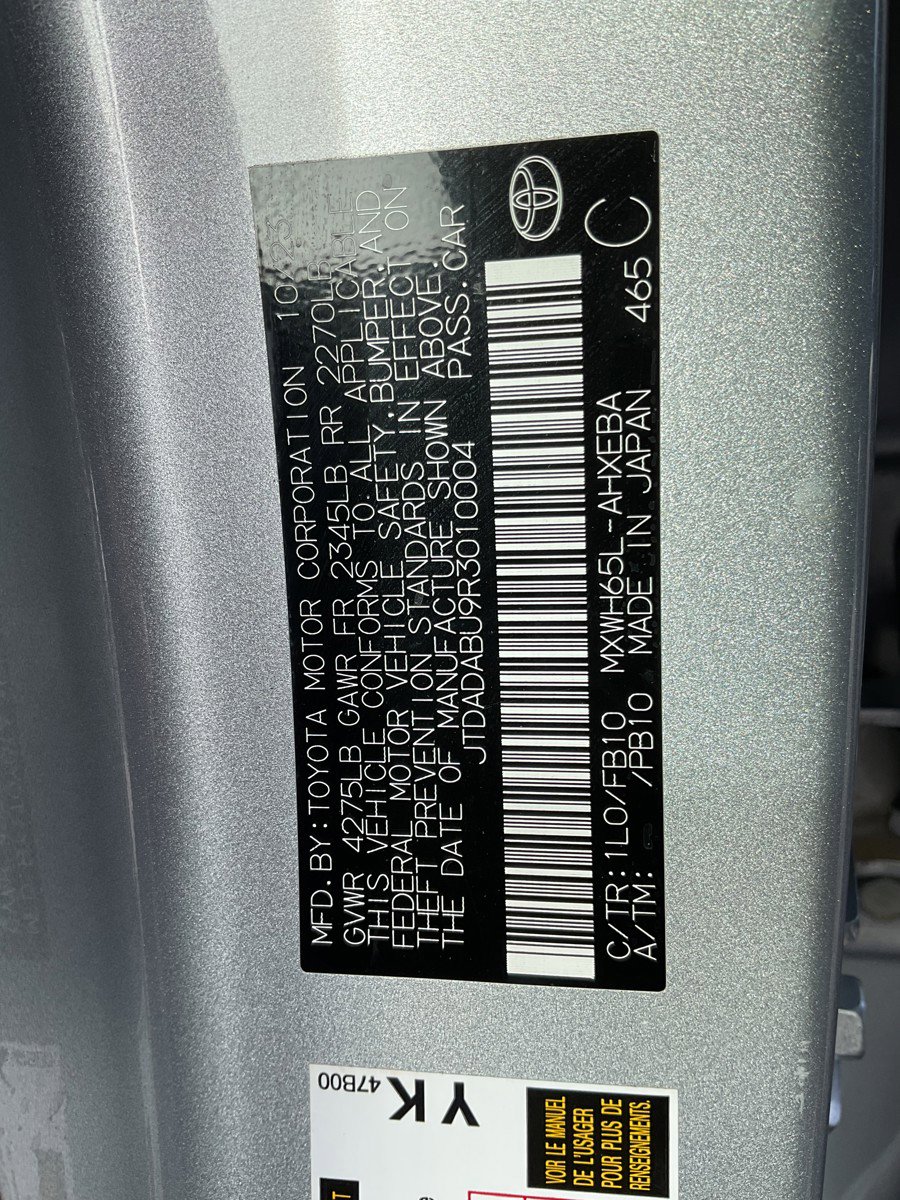 MFD.BY:TOYOTA MOTOR CORPORATION 10/23
GVWR 4275LB GAWR FR 2345LB RR 2270LB
THIS VEHICLE CONFORMS TO ALL APPLICABLE
FEDERAL MOTOR VEHICLE SAFETY,BUMPER,AND
THEFT PREVENTION STANDARDS IN EFFECT ON
THE DATE OF MANUFACTURE SHOWN ABOVE.
JTDADABU9R3010004 PASS.CAR
C/TR:1L0/FB10 MXWH65L-AHXEBA 465 C
A/TM: /PB10 MADE IN JAPAN
47B00
YK
VOIR LE MANUEL
DE L'USAGER
POUR PLUS DE
RENSEIGNEMENTS.